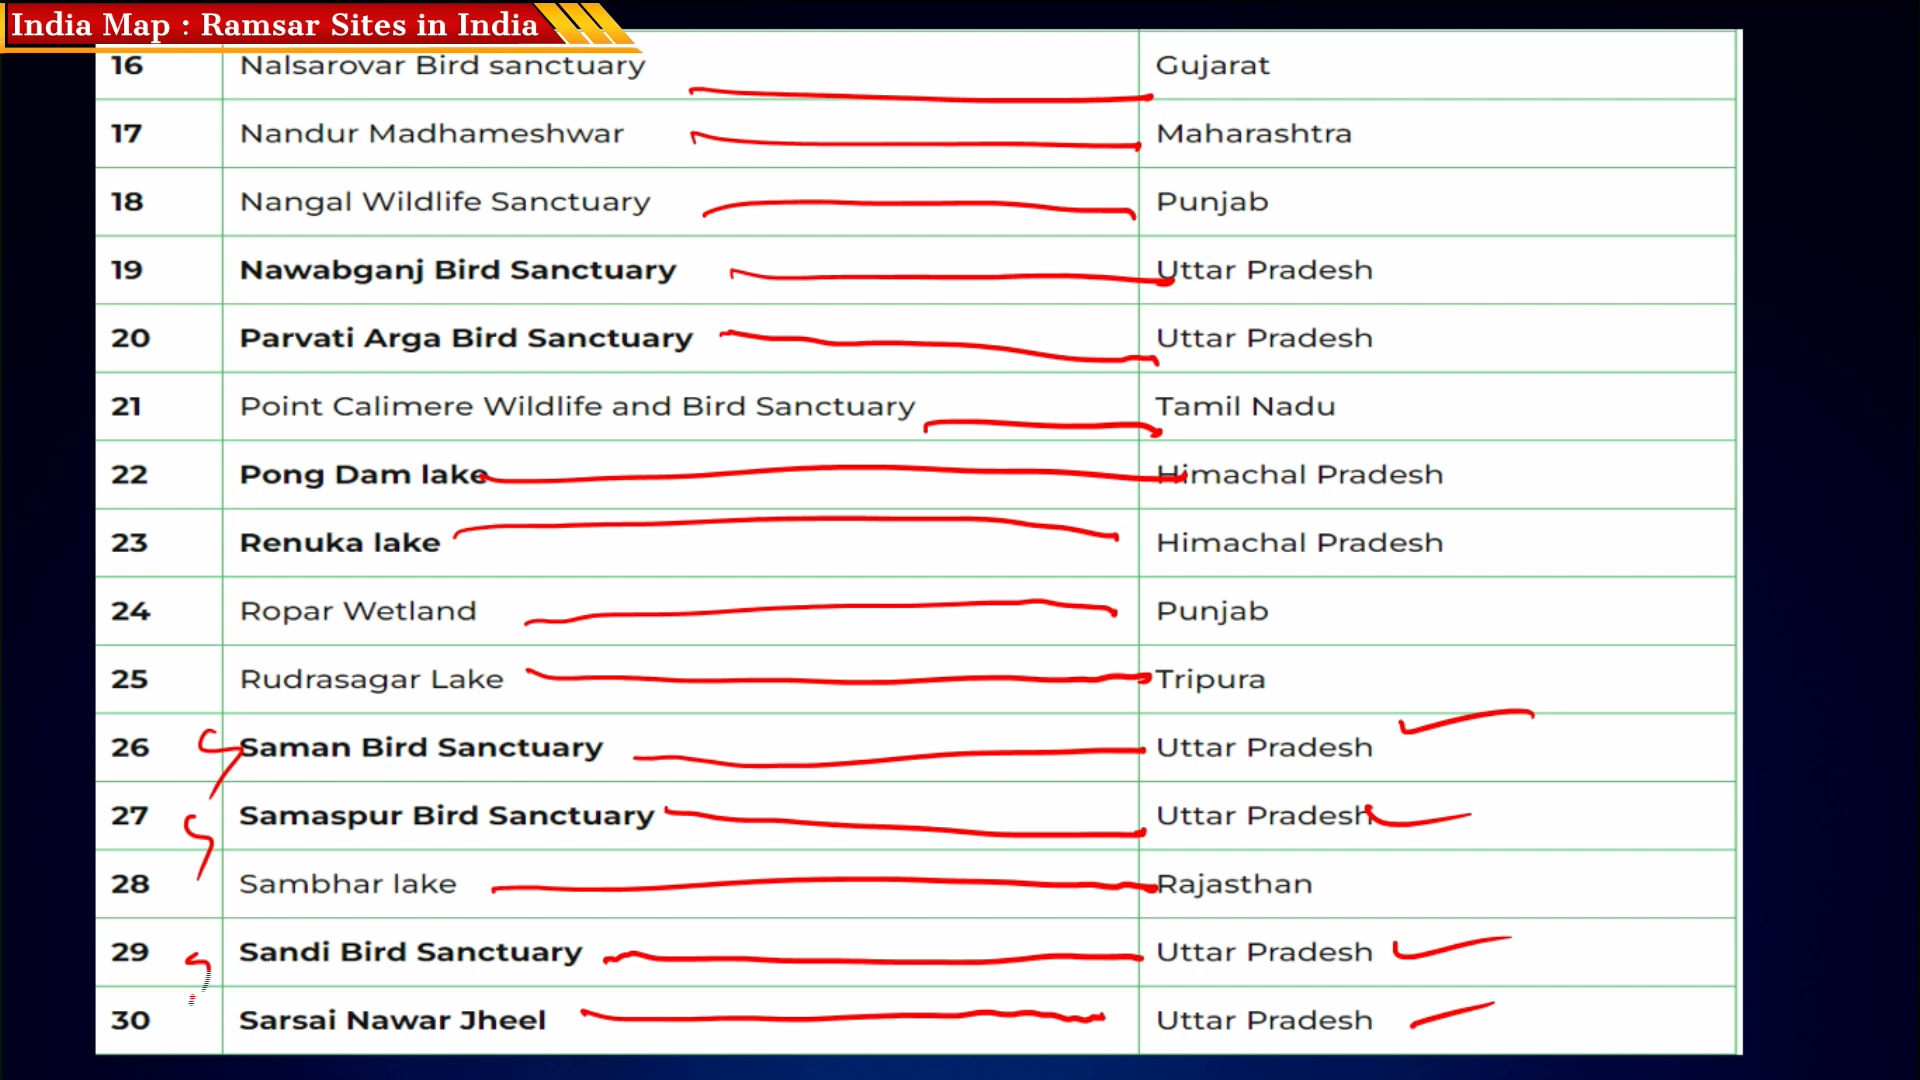 India Map : Ramsar Sites in India
16 Nalsarovar Bird sanctuary Gujarat
17 Nandur Madhameshwar Maharashtra
18 Nangal Wildlife Sanctuary Punjab
19 Nawabganj Bird Sanctuary Uttar Pradesh
20 Parvati Arga Bird Sanctuary Uttar Pradesh
21 Point Calimere Wildlife and Bird Sanctuary Tamil Nadu
22 Pong Dam lake Himachal Pradesh
23 Renuka lake Himachal Pradesh
24 Ropar Wetland Punjab
25 Rudrasagar Lake Tripura
26 Saman Bird Sanctuary Uttar Pradesh
27 Samaspur Bird Sanctuary Uttar Pradesh
28 Sambhar lake Rajasthan
29 Sandi Bird Sanctuary Uttar Pradesh
30 Sarsai Nawar Jheel Uttar Pradesh